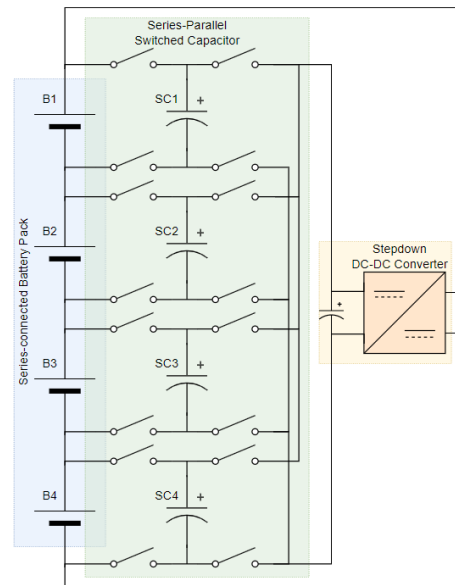 Series-Parallel
Switched Capacitor
B1
SC1
+
B2
SC2
+
Stepdown
DC-DC Converter
+
Series-connected Battery Pack
B3
SC3
+
B4
SC4
+